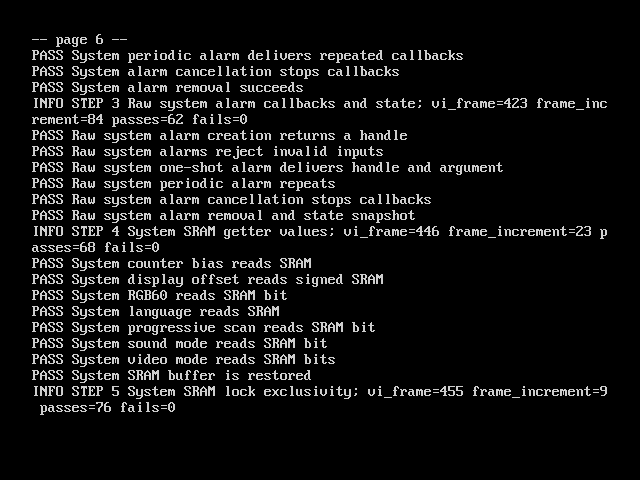 -- page 6 --
PASS System periodic alarm delivers repeated callbacks
PASS System alarm cancellation stops callbacks
PASS System alarm removal succeeds
INFO STEP 3 Raw system alarm callbacks and state; vi_frame=423 frame_inc
rement=84 passes=62 fails=0
PASS Raw system alarm creation returns a handle
PASS Raw system alarms reject invalid inputs
PASS Raw system one-shot alarm delivers handle and argument
PASS Raw system periodic alarm repeats
PASS Raw system alarm cancellation stops callbacks
PASS Raw system alarm removal and state snapshot
INFO STEP 4 System SRAM getter values; vi_frame=446 frame_increment=23 p
asses=68 fails=0
PASS System counter bias reads SRAM
PASS System display offset reads signed SRAM
PASS System RGB60 reads SRAM bit
PASS System language reads SRAM
PASS System progressive scan reads SRAM bit
PASS System sound mode reads SRAM bit
PASS System video mode reads SRAM bits
PASS System SRAM buffer is restored
INFO STEP 5 System SRAM lock exclusivity; vi_frame=455 frame_increment=9
passes=76 fails=0